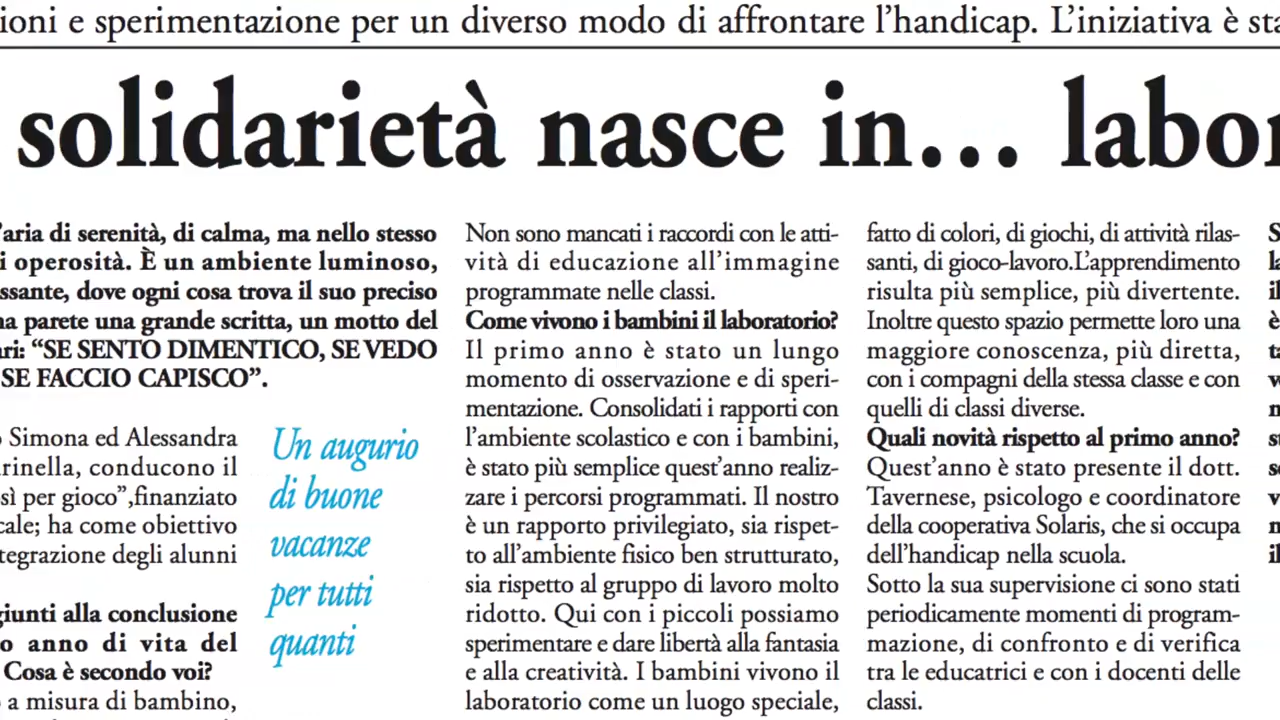 ioni e sperimentazione per un diverso modo di affrontare l'handicap. L'iniziativa è sta
solidarietà nasce in… labor
'aria di serenità, di calma, ma nello stesso
i operosità. È un ambiente luminoso,
ssante, dove ogni cosa trova il suo preciso
na parete una grande scritta, un motto del
ari: “SE SENTO DIMENTICO, SE VEDO
SE FACCIO CAPISCO”.
o Simona ed Alessandra
rinella, conducono il
sì per gioco”,finanziato
cale; ha come obiettivo
ntegrazione degli alunni
giunti alla conclusione
o anno di vita del
Cosa è secondo voi?
o a misura di bambino,
Un augurio
di buone
vacanze
per tutti
quanti
Non sono mancati i raccordi con le atti-
vità di educazione all'immagine
programmate nelle classi.
Come vivono i bambini il laboratorio?
Il primo anno è stato un lungo
momento di osservazione e di speri-
mentazione. Consolidati i rapporti con
l'ambiente scolastico e con i bambini,
è stato più semplice quest'anno realiz-
zare i percorsi programmati. Il nostro
è un rapporto privilegiato, sia rispet-
to all'ambiente fisico ben strutturato,
sia rispetto al gruppo di lavoro molto
ridotto. Qui con i piccoli possiamo
sperimentare e dare libertà alla fantasia
e alla creatività. I bambini vivono il
laboratorio come un luogo speciale,
fatto di colori, di giochi, di attività rilas-
santi, di gioco-lavoro.L'apprendimento
risulta più semplice, più divertente.
Inoltre questo spazio permette loro una
maggiore conoscenza, più diretta,
con i compagni della stessa classe e con
quelli di classi diverse.
Quali novità rispetto al primo anno?
Quest'anno è stato presente il dott.
Tavernese, psicologo e coordinatore
della cooperativa Solaris, che si occupa
dell'handicap nella scuola.
Sotto la sua supervisione ci sono stati
periodicamente momenti di program-
mazione, di confronto e di verifica
tra le educatrici e con i docenti delle
classi.